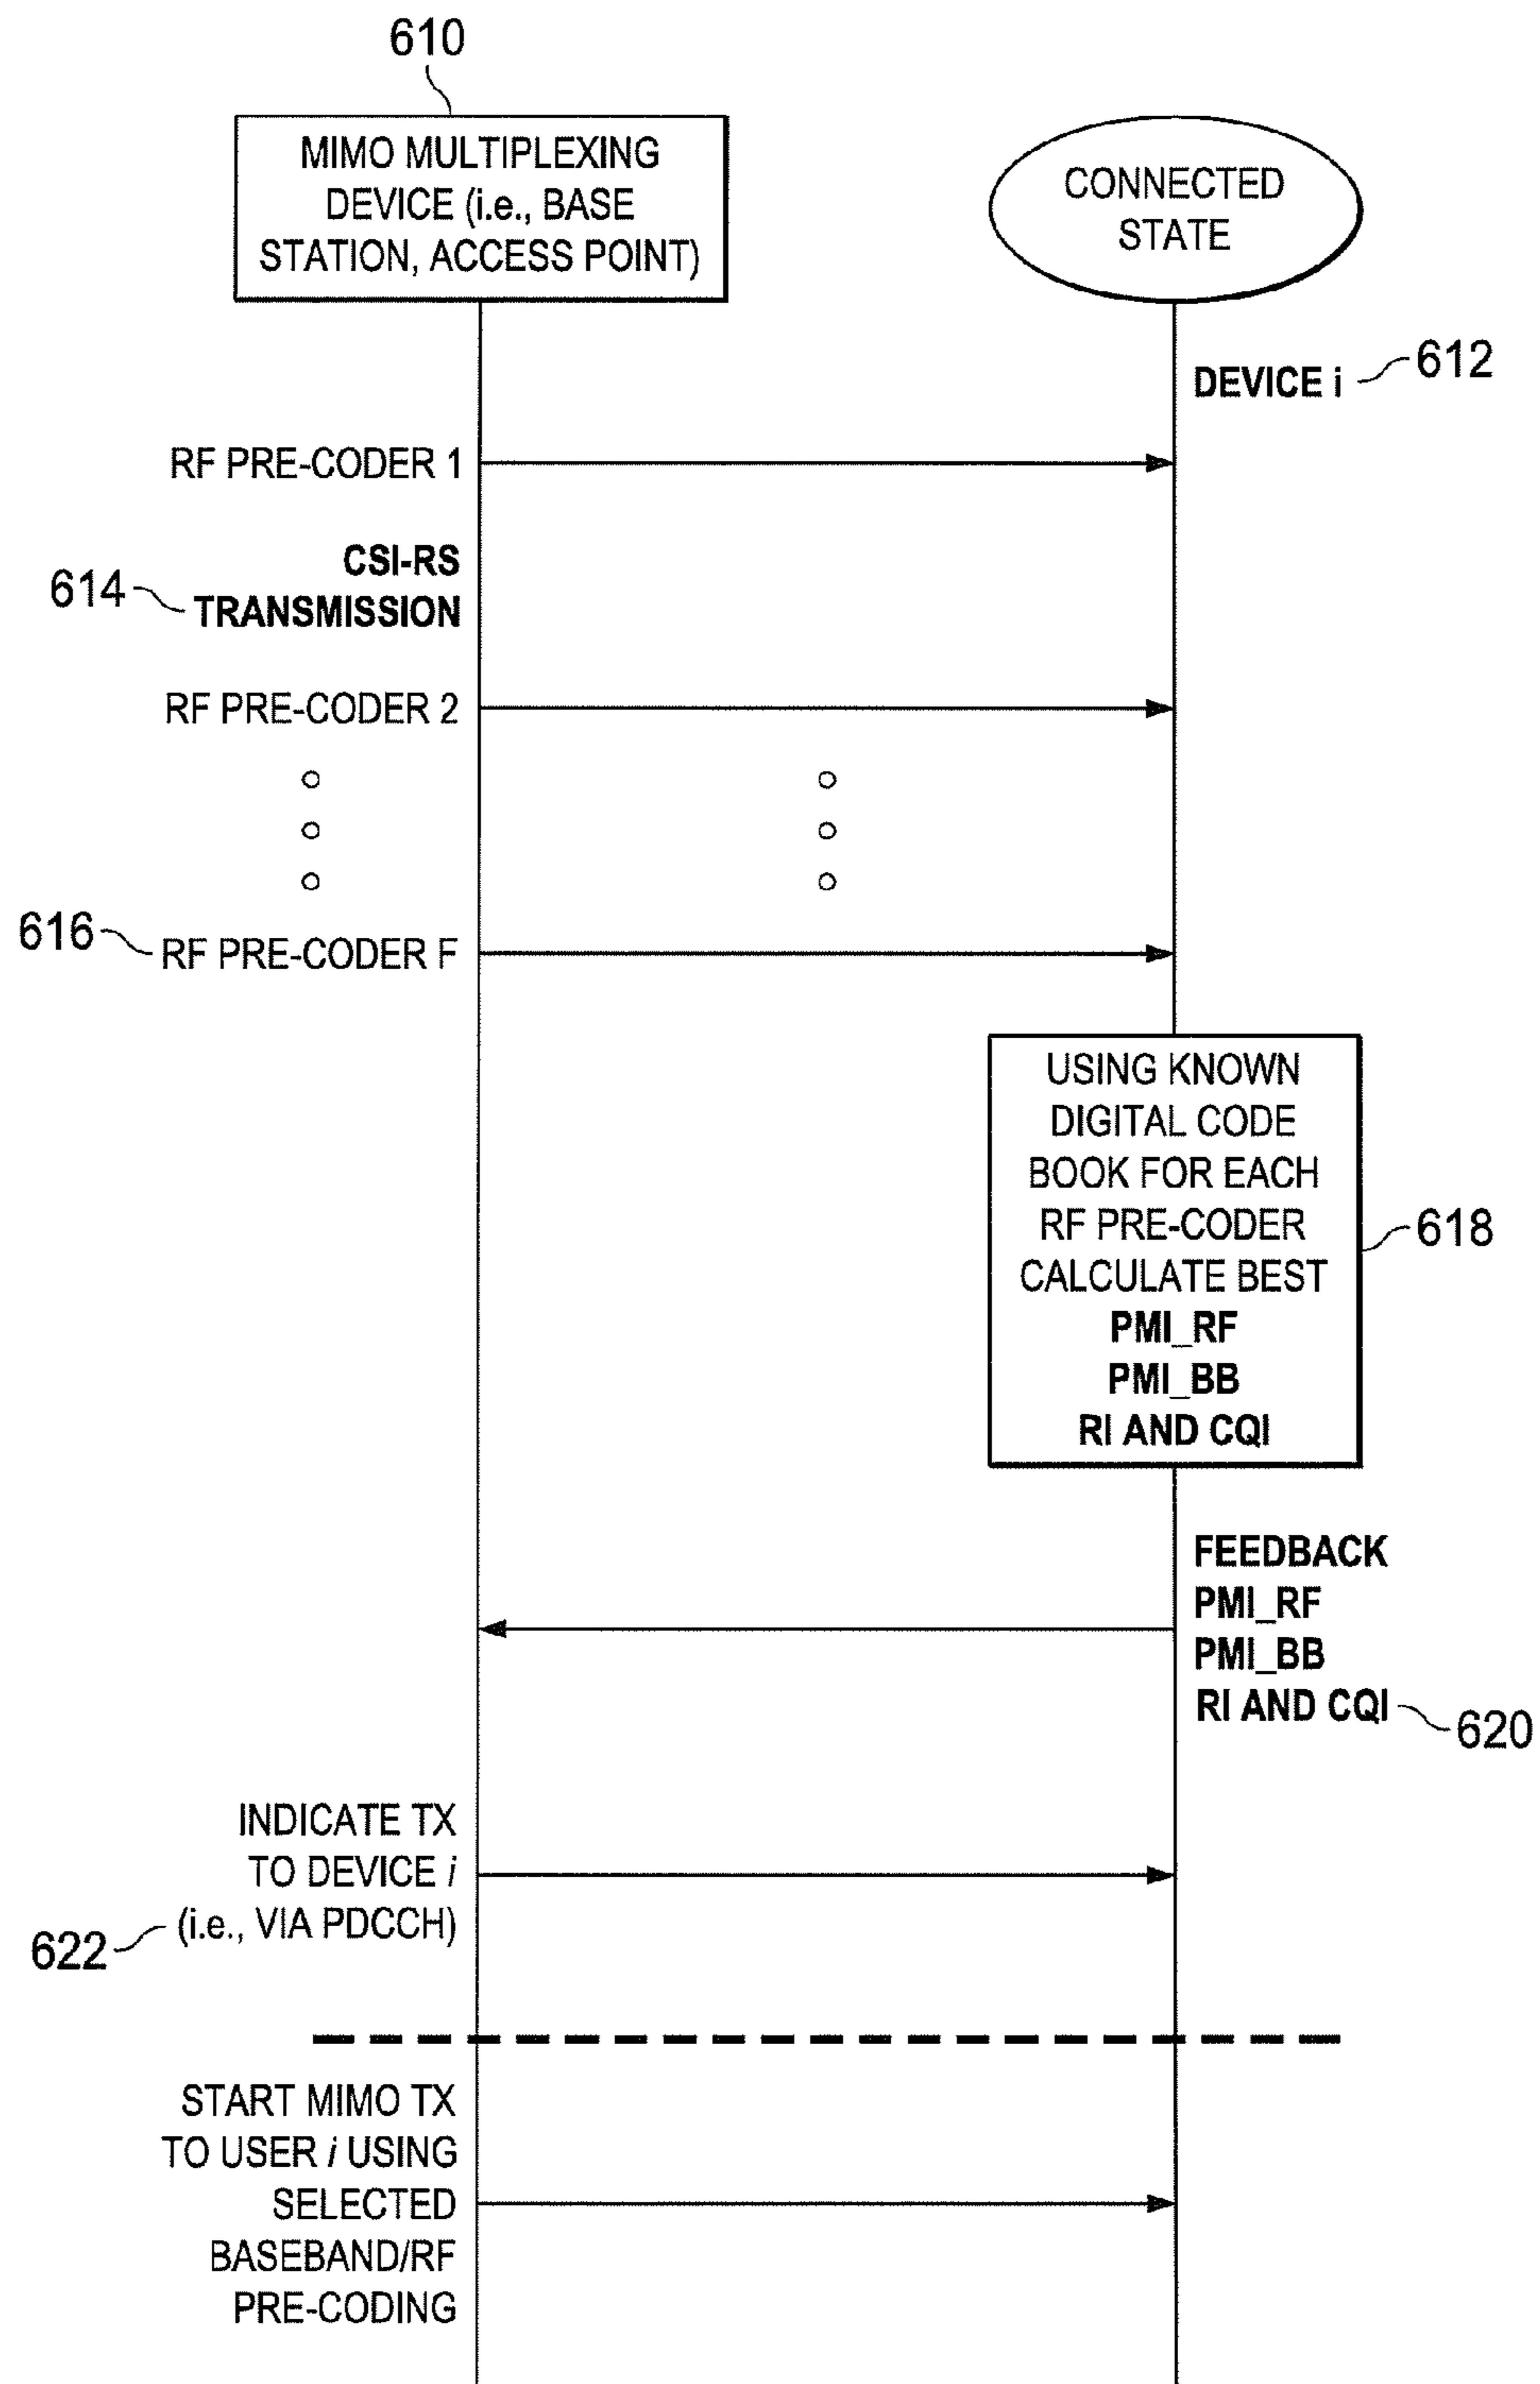 610
MIMO MULTIPLEXING
DEVICE (i.e., BASE
STATION, ACCESS POINT)
CONNECTED
STATE
DEVICE i
612
RF PRE-CODER 1
CSI-RS
614
TRANSMISSION
RF PRE-CODER 2
616
RF PRE-CODER F
USING KNOWN
DIGITAL CODE
BOOK FOR EACH
RF PRE-CODER
618
CALCULATE BEST
PMI_RF
PMI_BB
RI AND CQI
FEEDBACK
PMI_RF
PMI_BB
RI AND CQI
620
INDICATE TX
TO DEVICE i
(i.e., VIA PDCCH)
622
START MIMO TX
TO USER i USING
SELECTED
BASEBAND/RF
PRE-CODING